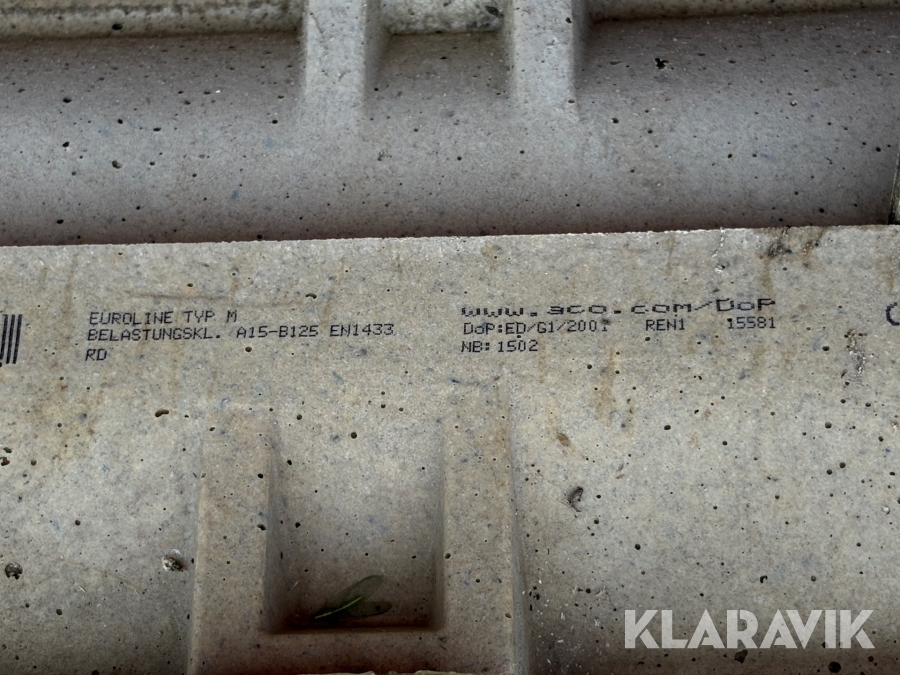 EUROLINE TYP M
BELASTUNGSKL. A15-B125 EN1433
RD
www.aco.com/DoP
DoP:ED/G1/2001 REN1 15581
NB:1502
KLARAVIK